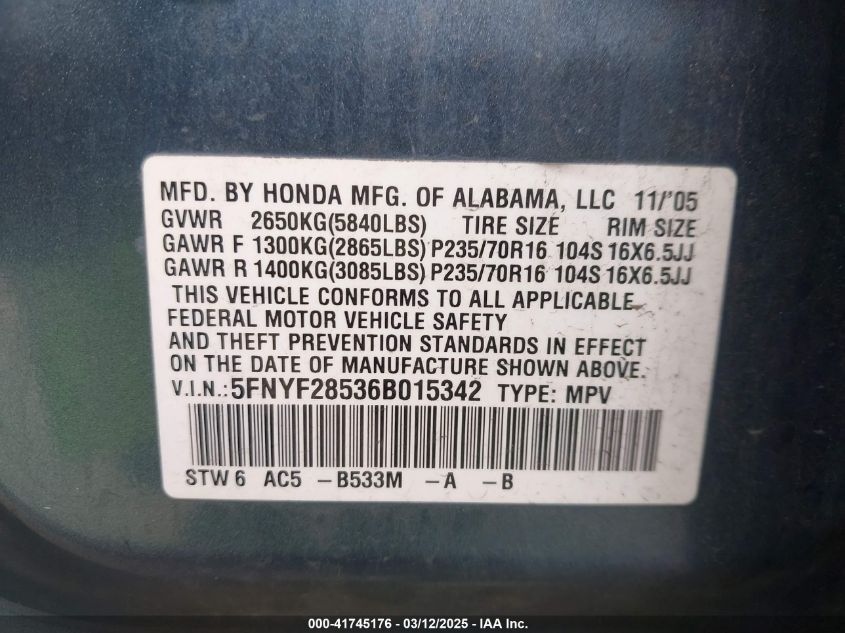 MFD. BY HONDA MFG. OF ALABAMA, LLC 11/'05
GVWR 2650KG(5840LBS) TIRE SIZE RIM SIZE
GAWR F 1300KG(2865LBS) P235/70R16 104S 16X6.5JJ
GAWR R 1400KG(3085LBS) P235/70R16 104S 16X6.5JJ
THIS VEHICLE CONFORMS TO ALL APPLICABLE
FEDERAL MOTOR VEHICLE SAFETY
AND THEFT PREVENTION STANDARDS IN EFFECT
ON THE DATE OF MANUFACTURE SHOWN ABOVE.
V.I.N.: 5FNYF28536B015342 TYPE: MPV
STW6 AC5 -B533M -A -B
000-41745176 - 03/12/2025 - IAA Inc.